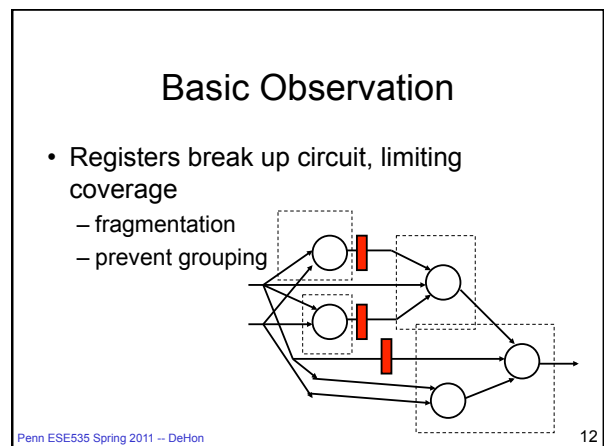 Basic Observation
• Registers break up circuit, limiting
coverage
– fragmentation
– prevent grouping
Penn ESE535 Spring 2011 -- DeHon
12